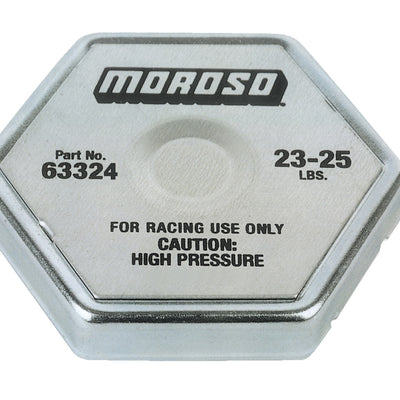 MOROSO
Part No.
63324
23-25
LBS.
FOR RACING USE ONLY
CAUTION:
HIGH PRESSURE